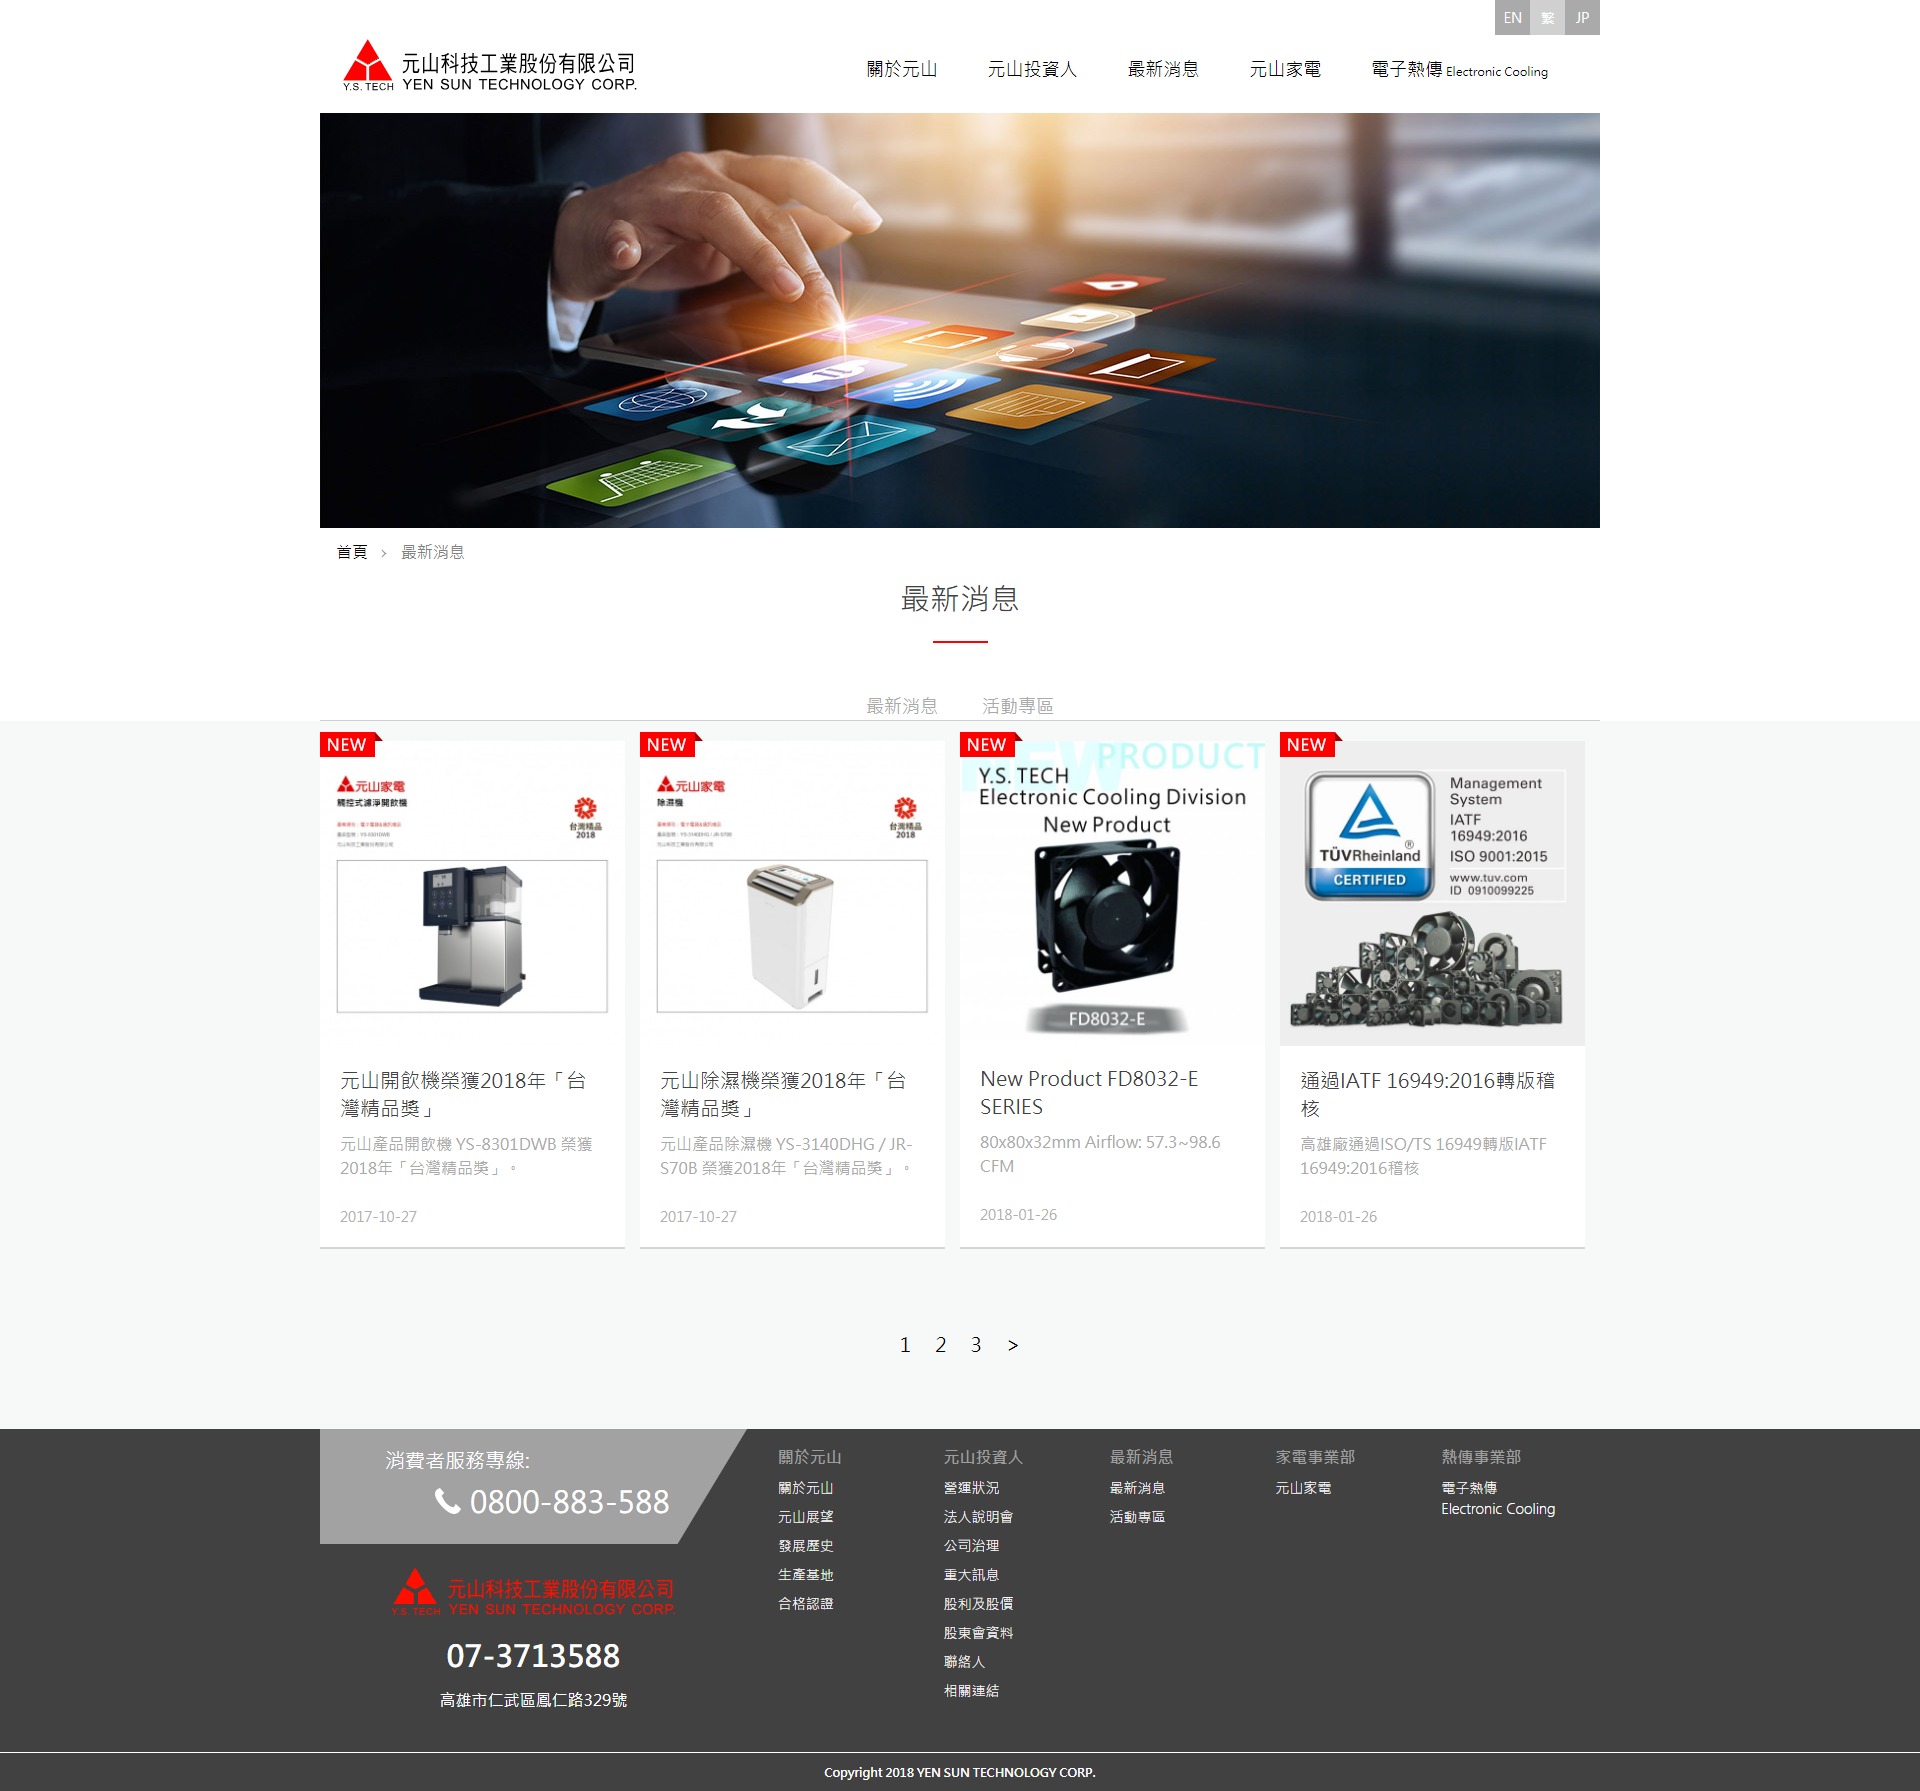 EN 繁 JP
元山科技工業股份有限公司
Y.S. TECH YEN SUN TECHNOLOGY CORP.
關於元山 元山投資人 最新消息 元山家電 電子熱傳 Electronic Cooling
首頁 › 最新消息
最新消息
最新消息 活動專區
NEW
元山家電
觸控式濾淨開飲機
台灣精品
2018
元山開飲機榮獲2018年「台
灣精品獎」
元山產品開飲機 YS-8301DWB 榮獲
2018年「台灣精品獎」。
2017-10-27
NEW
元山家電
除濕機
台灣精品
2018
元山除濕機榮獲2018年「台
灣精品獎」
元山產品除濕機 YS-3140DHG / JR-
S70B 榮獲2018年「台灣精品獎」。
2017-10-27
NEW
NEW PRODUCT
Y.S. TECH
Electronic Cooling Division
New Product
FD8032-E
New Product FD8032-E
SERIES
80x80x32mm Airflow: 57.3~98.6
CFM
2018-01-26
NEW
TÜVRheinland®
CERTIFIED
Management
System
IATF
16949:2016
ISO 9001:2015
www.tuv.com
ID 0910099225
通過IATF 16949:2016轉版稽
核
高雄廠通過ISO/TS 16949轉版IATF
16949:2016稽核
2018-01-26
1 2 3 >
消費者服務專線:
0800-883-588
元山科技工業股份有限公司
Y.S. TECH YEN SUN TECHNOLOGY CORP.
07-3713588
高雄市仁武區鳳仁路329號
關於元山
關於元山
元山展望
發展歷史
生產基地
合格認證
元山投資人
營運狀況
法人說明會
公司治理
重大訊息
股利及股價
股東會資料
聯絡人
相關連結
最新消息
最新消息
活動專區
家電事業部
元山家電
熱傳事業部
電子熱傳
Electronic Cooling
Copyright 2018 YEN SUN TECHNOLOGY CORP.